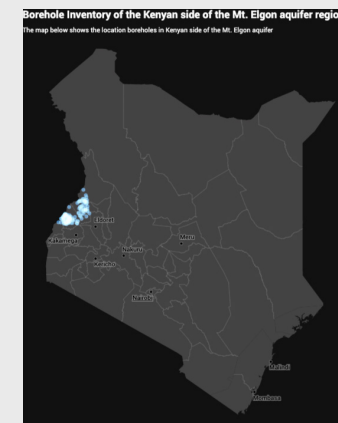 Borehole Inventory of the Kenyan side of the Mt. Elgon aquifer regio
The map below shows the location boreholes in Kenyan side of the Mt. Elgon aquifer
Eldoret
Kakamega
Meru
Nakuru
Kericho
Nairobi
Malindi
Mombasa